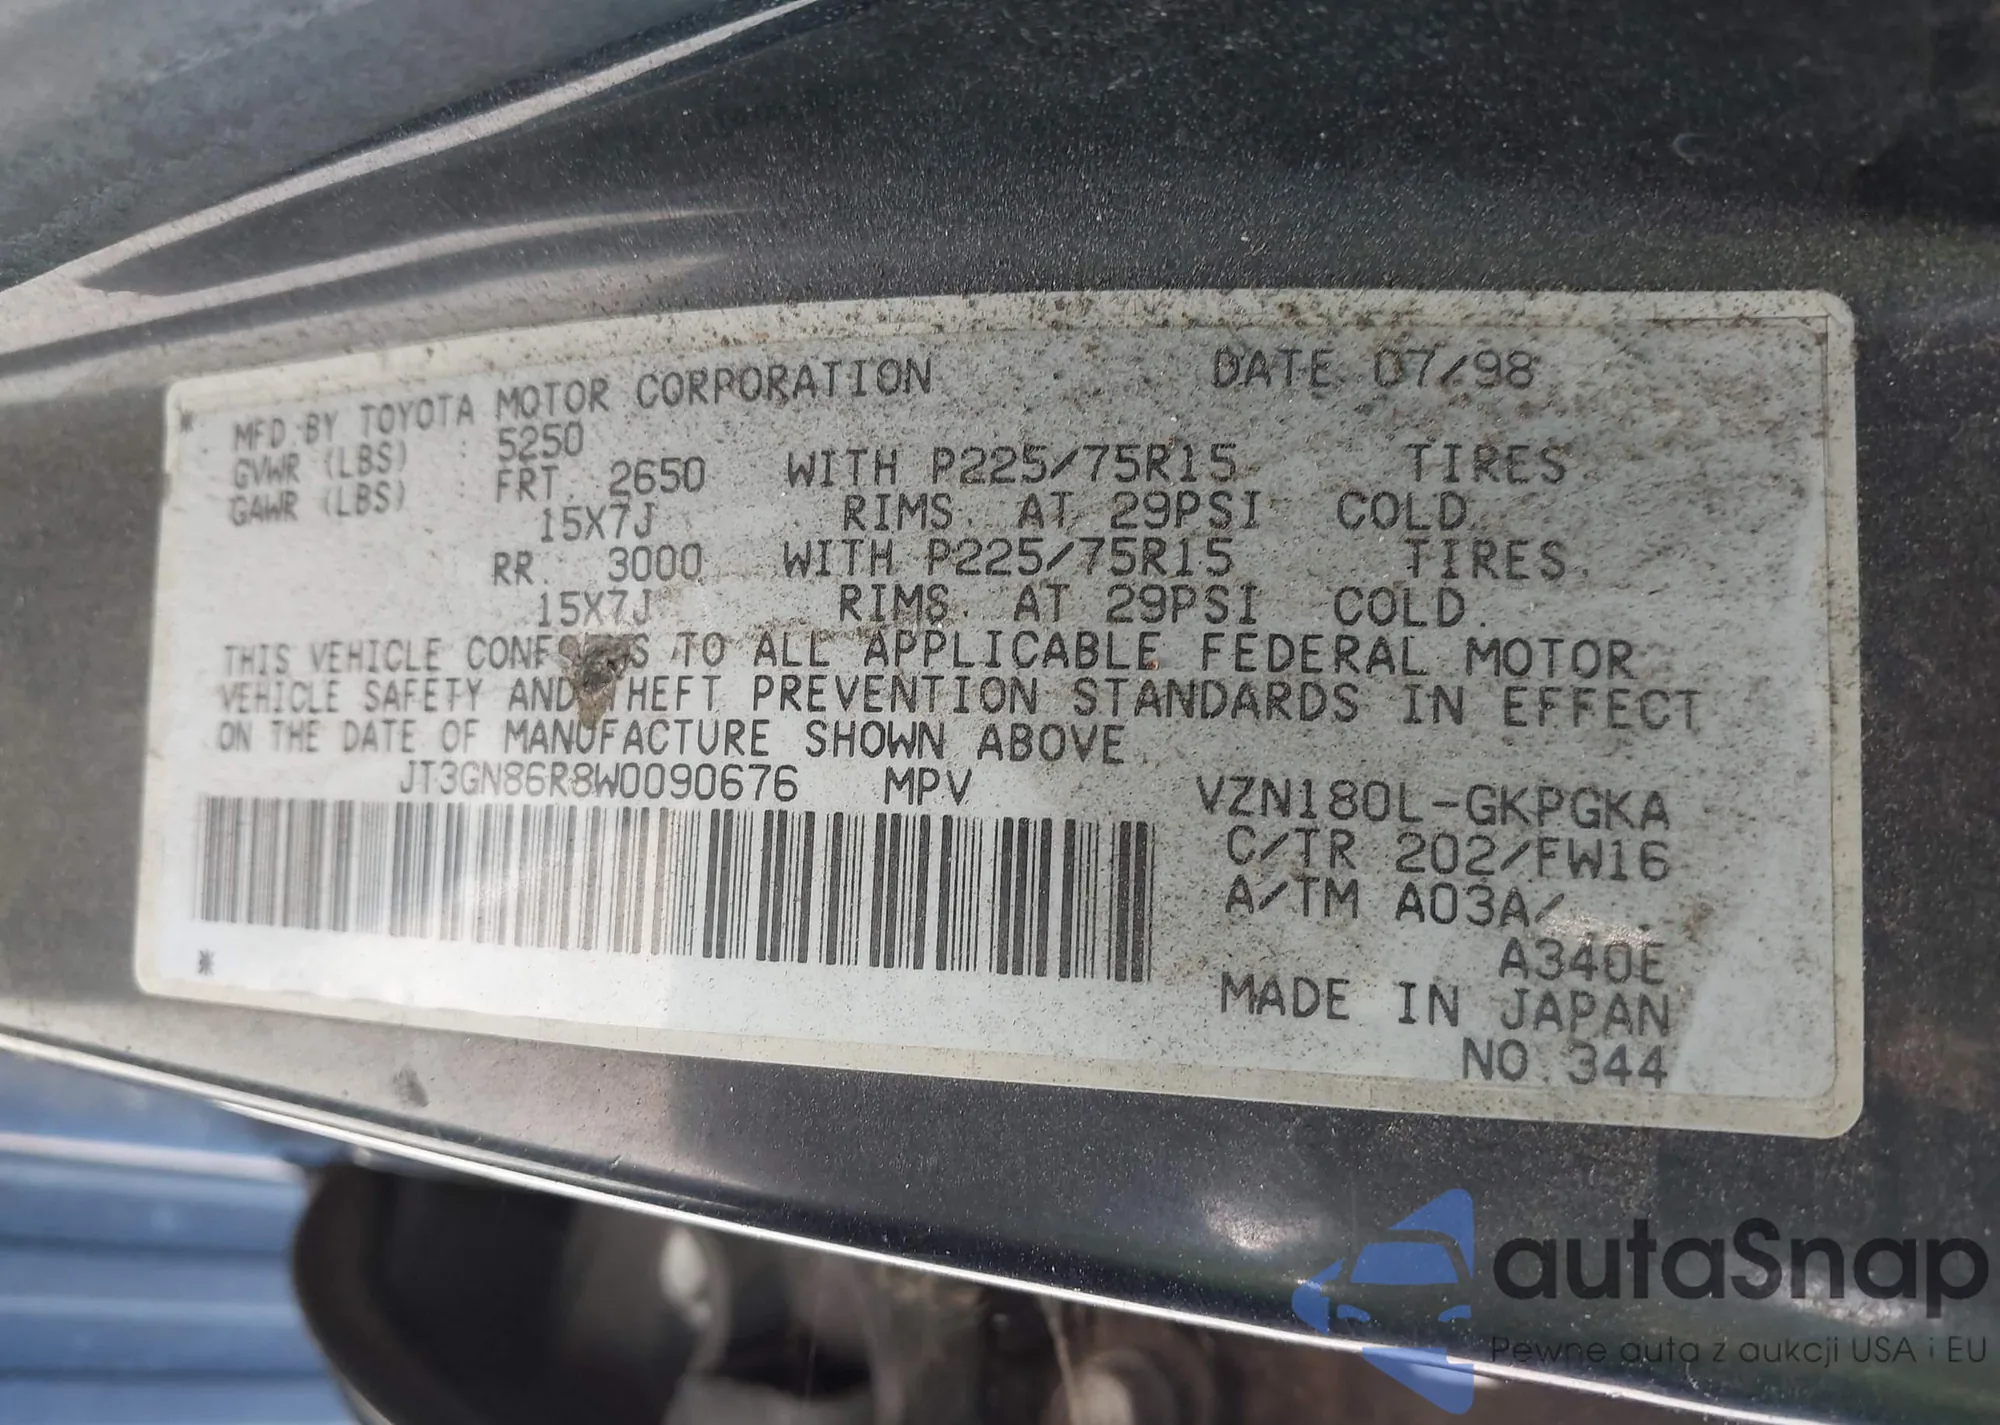 * MFD. BY TOYOTA MOTOR CORPORATION DATE 07/98
GVWR (LBS) : 5250
GAWR (LBS) : FRT. 2650 WITH P225/75R15 TIRES
15X7J RIMS. AT 29PSI COLD.
RR. 3000 WITH P225/75R15 TIRES.
15X7J RIMS. AT 29PSI COLD.
THIS VEHICLE TO ALL APPLICABLE FEDERAL MOTOR
VEHICLE SAFETY AND THEFT PREVENTION STANDARDS IN EFFECT
ON THE DATE OF MANUFACTURE SHOWN ABOVE.
JT3GN86R8W0090676 MPV
VZN180L-GKPGKA
C/TR 202/FW16
A/TM A03A/
A340E
*
MADE IN JAPAN
NO. 344
autaSnap
Pewne auta z aukcji USA i EU